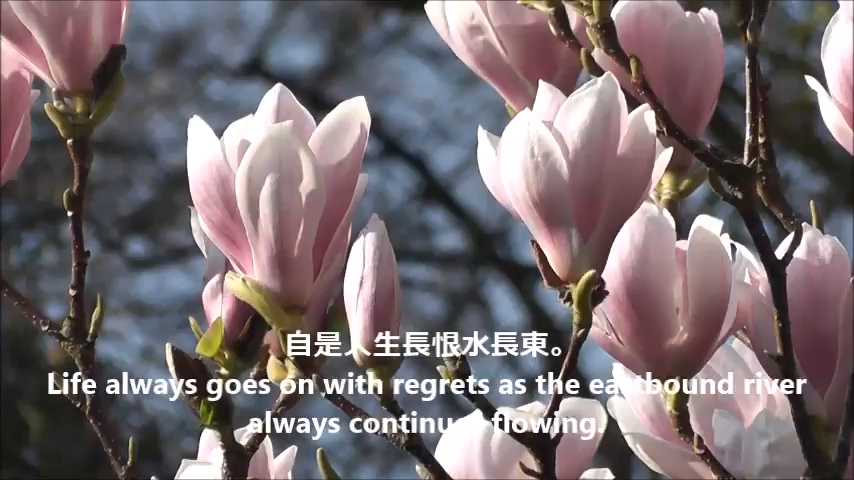 自是人生長恨水長東。
Life always goes on with regrets as the eastbound river
always continues flowing.